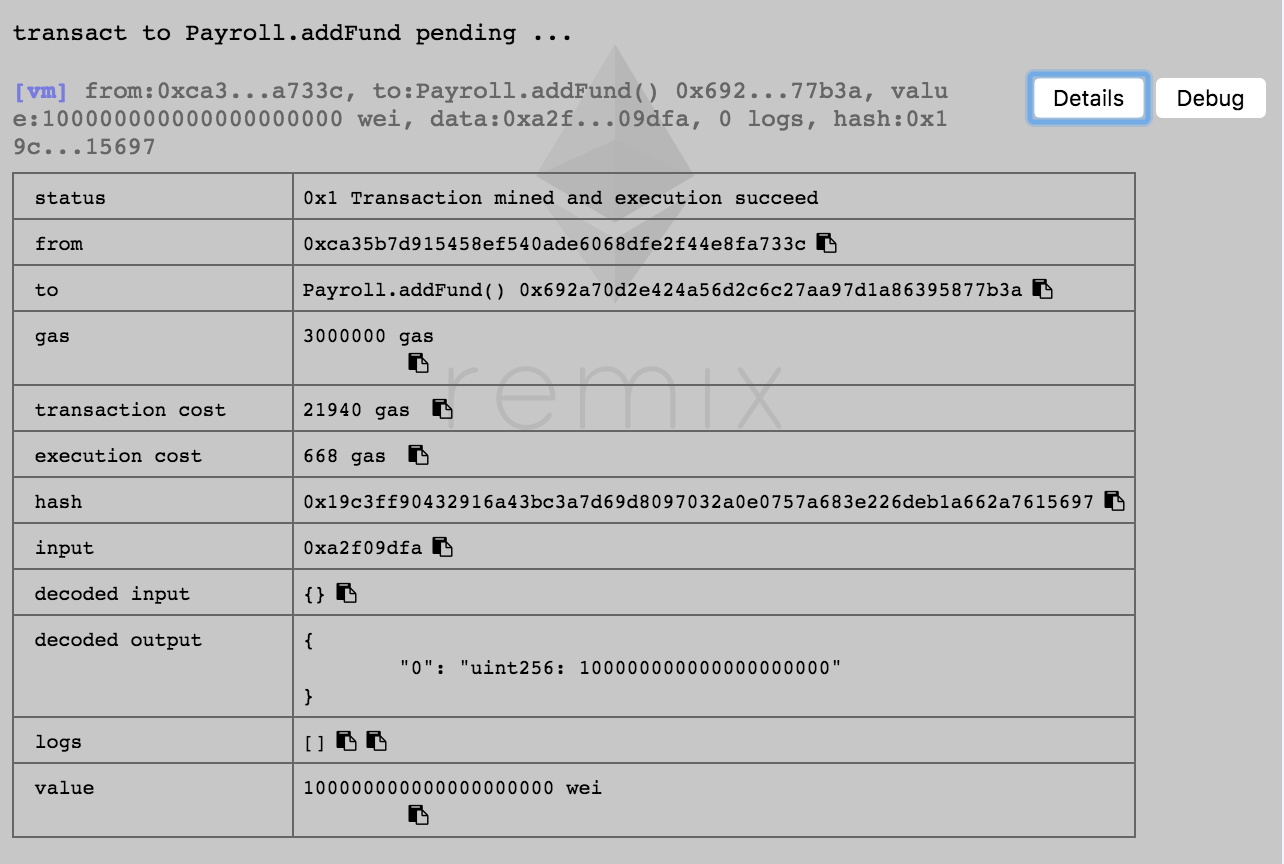 transact to Payroll.addFund pending ...
[vm] from:0xca3...a733c, to:Payroll.addFund() 0x692...77b3a, valu
e:100000000000000000000 wei, data:0xa2f...09dfa, 0 logs, hash:0x1
9c...15697
Details
Debug
status 0x1 Transaction mined and execution succeed
from 0xca35b7d915458ef540ade6068dfe2f44e8fa733c
to Payroll.addFund() 0x692a70d2e424a56d2c6c27aa97d1a86395877b3a
gas 3000000 gas
remix
transaction cost 21940 gas
execution cost 668 gas
hash 0x19c3ff90432916a43bc3a7d69d8097032a0e0757a683e226deb1a662a7615697
input 0xa2f09dfa
decoded input {}
decoded output {
"0": "uint256: 100000000000000000000"
}
logs []
value 100000000000000000000 wei